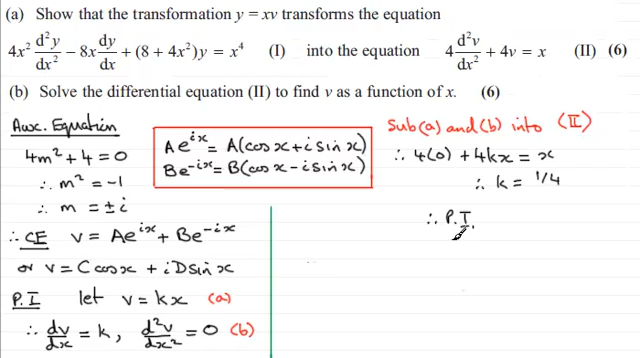 (a) Show that the transformation y = xv transforms the equation
4x² d²y/dx² − 8x dy/dx + (8 + 4x²)y = x⁴ (I) into the equation 4 d²v/dx² + 4v = x (II) (6)
(b) Solve the differential equation (II) to find v as a function of x. (6)
Aux. Equation
4m² + 4 = 0
∴ m² = −1
∴ m = ± i
∴ CE v = Ae^{ix} + Be^{−ix}
or v = C cos x + i D sin x
P.I let v = kx (a)
∴ dv/dx = k, d²v/dx² = 0 (b)
Ae^{ix} = A(cos x + i sin x)
Be^{−ix} = B(cos x − i sin x)
Sub (a) and (b) into (II)
∴ 4(0) + 4kx = x
∴ k = 1/4
∴ P.I.